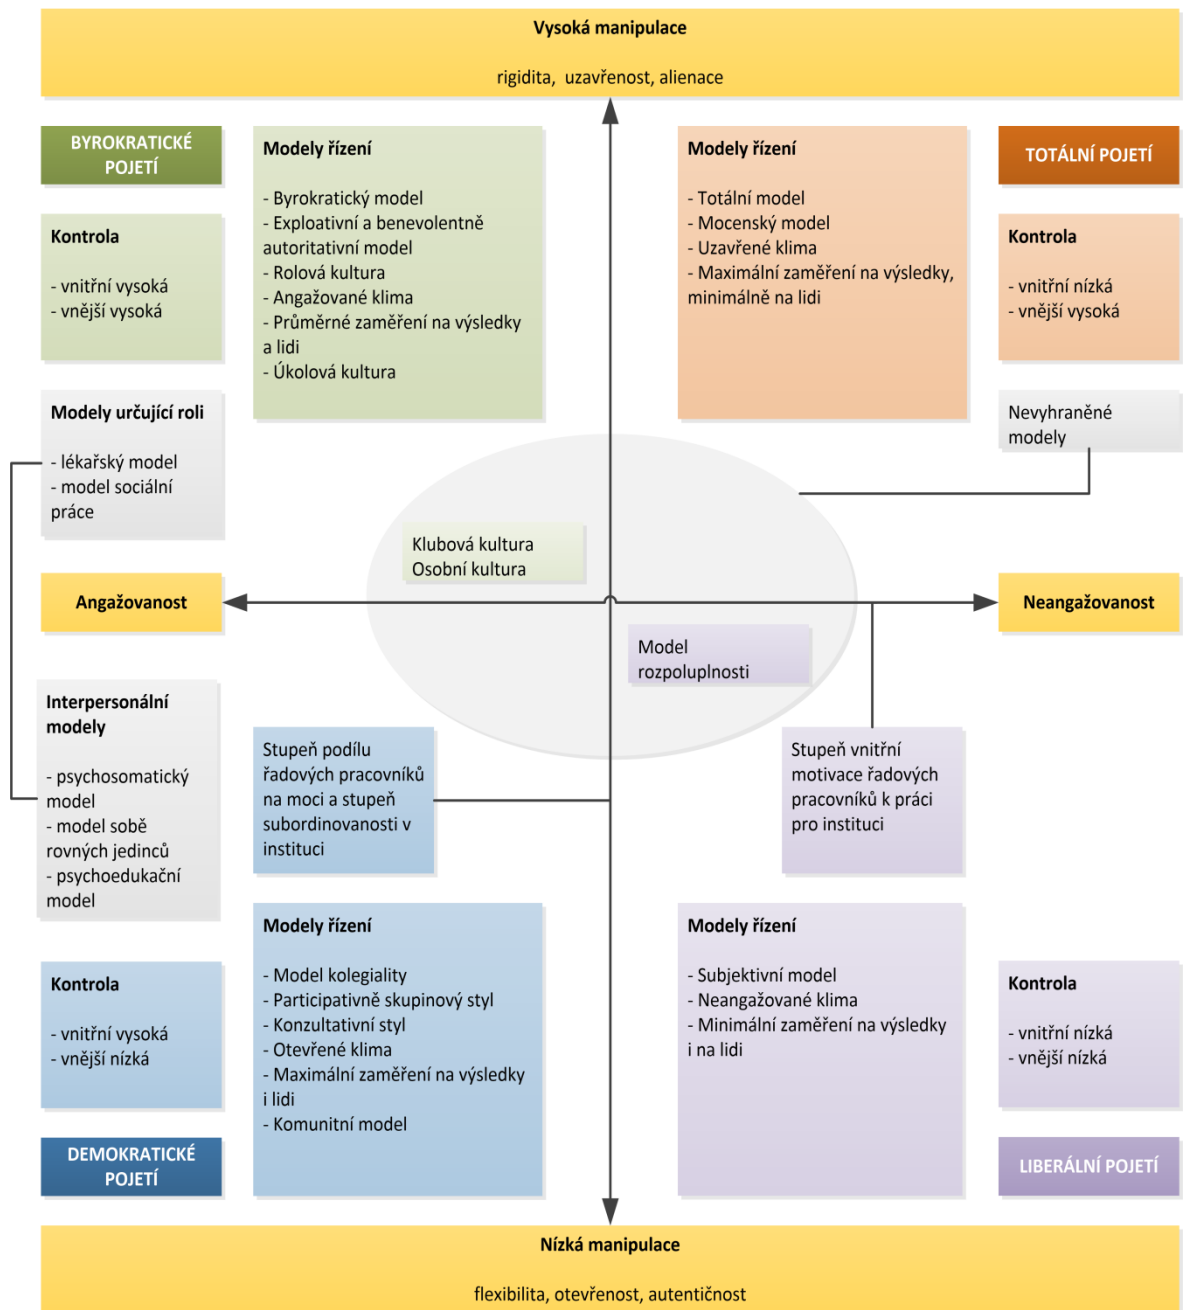 Vysoká manipulace
rigidita, uzavřenost, alienace
BYROKRATICKÉ
POJETÍ
Modely řízení
- Byrokratický model
- Exploativní a benevolentně
autoritativní model
- Rolová kultura
- Angažované klima
- Průměrné zaměření na výsledky
a lidi
- Úkolová kultura
Modely řízení
- Totální model
- Mocenský model
- Uzavřené klima
- Maximální zaměření na výsledky,
minimálně na lidi
TOTÁLNÍ POJETÍ
Kontrola
- vnitřní vysoká
- vnější vysoká
Kontrola
- vnitřní nízká
- vnější vysoká
Modely určující roli
- lékařský model
- model sociální
práce
Nevyhraněné
modely
Klubová kultura
Osobní kultura
Angažovanost
Neangažovanost
Model
rozpoluplnosti
Interpersonální
modely
- psychosomatický
model
- model sobě
rovných jedinců
- psychoedukační
model
Stupeň podílu
řadových pracovníků
na moci a stupeň
subordinovanosti v
instituci
Stupeň vnitřní
motivace řadových
pracovníků k práci
pro instituci
Kontrola
- vnitřní vysoká
- vnější nízká
Modely řízení
- Model kolegiality
- Participativně skupinový styl
- Konzultativní styl
- Otevřené klima
- Maximální zaměření na výsledky
i lidi
- Komunitní model
Modely řízení
- Subjektivní model
- Neangažované klima
- Minimální zaměření na výsledky
i na lidi
Kontrola
- vnitřní nízká
- vnější nízká
DEMOKRATICKÉ
POJETÍ
LIBERÁLNÍ POJETÍ
Nízká manipulace
flexibilita, otevřenost, autentičnost